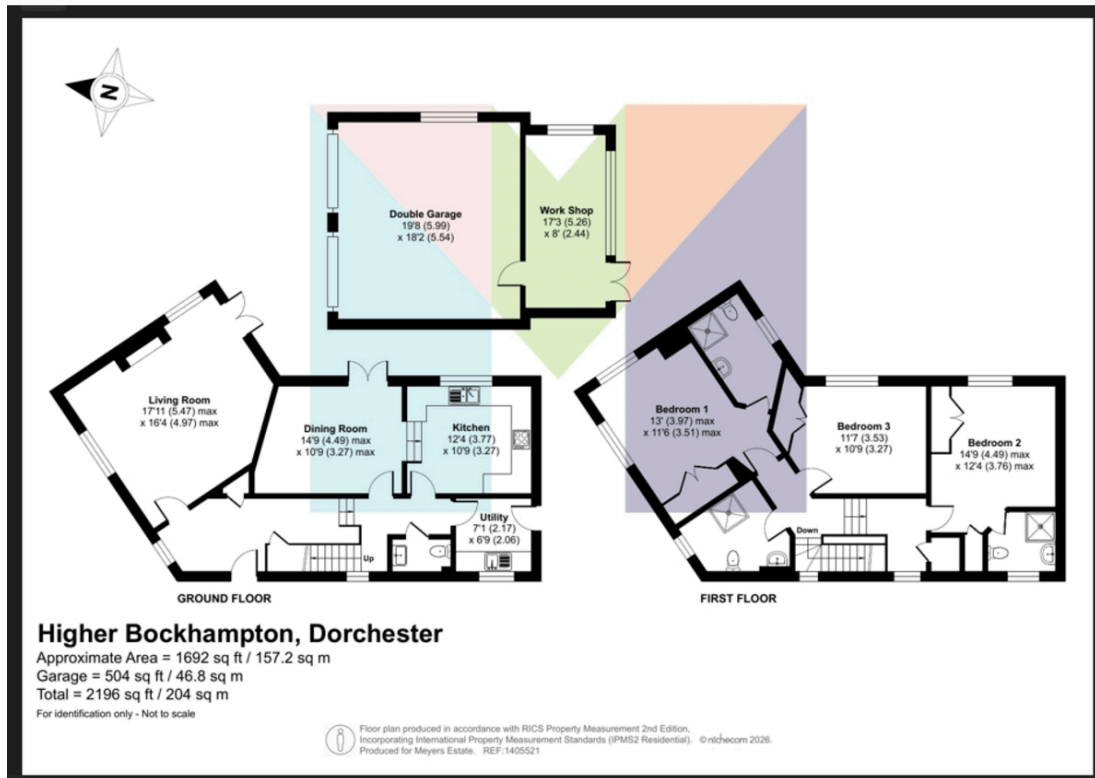 N
Double Garage
19'8 (5.99)
x 18'2 (5.54)
Work Shop
17'3 (5.26)
x 8' (2.44)
Living Room
17'11 (5.47) max
x 16'4 (4.97) max
Dining Room
14'9 (4.49) max
x 10'9 (3.27) max
Kitchen
12'4 (3.77)
x 10'9 (3.27)
Utility
7'1 (2.17)
x 6'9 (2.06)
Up
GROUND FLOOR
Bedroom 1
13' (3.97) max
x 11'6 (3.51) max
Bedroom 3
11'7 (3.53)
x 10'9 (3.27)
Bedroom 2
14'9 (4.49) max
x 12'4 (3.76) max
Down
FIRST FLOOR
Higher Bockhampton, Dorchester
Approximate Area = 1692 sq ft / 157.2 sq m
Garage = 504 sq ft / 46.8 sq m
Total = 2196 sq ft / 204 sq m
For identification only - Not to scale
Floor plan produced in accordance with RICS Property Measurement 2nd Edition,
Incorporating International Property Measurement Standards (IPMS2 Residential). © nichecom 2026.
Produced for Meyers Estate. REF:1405521